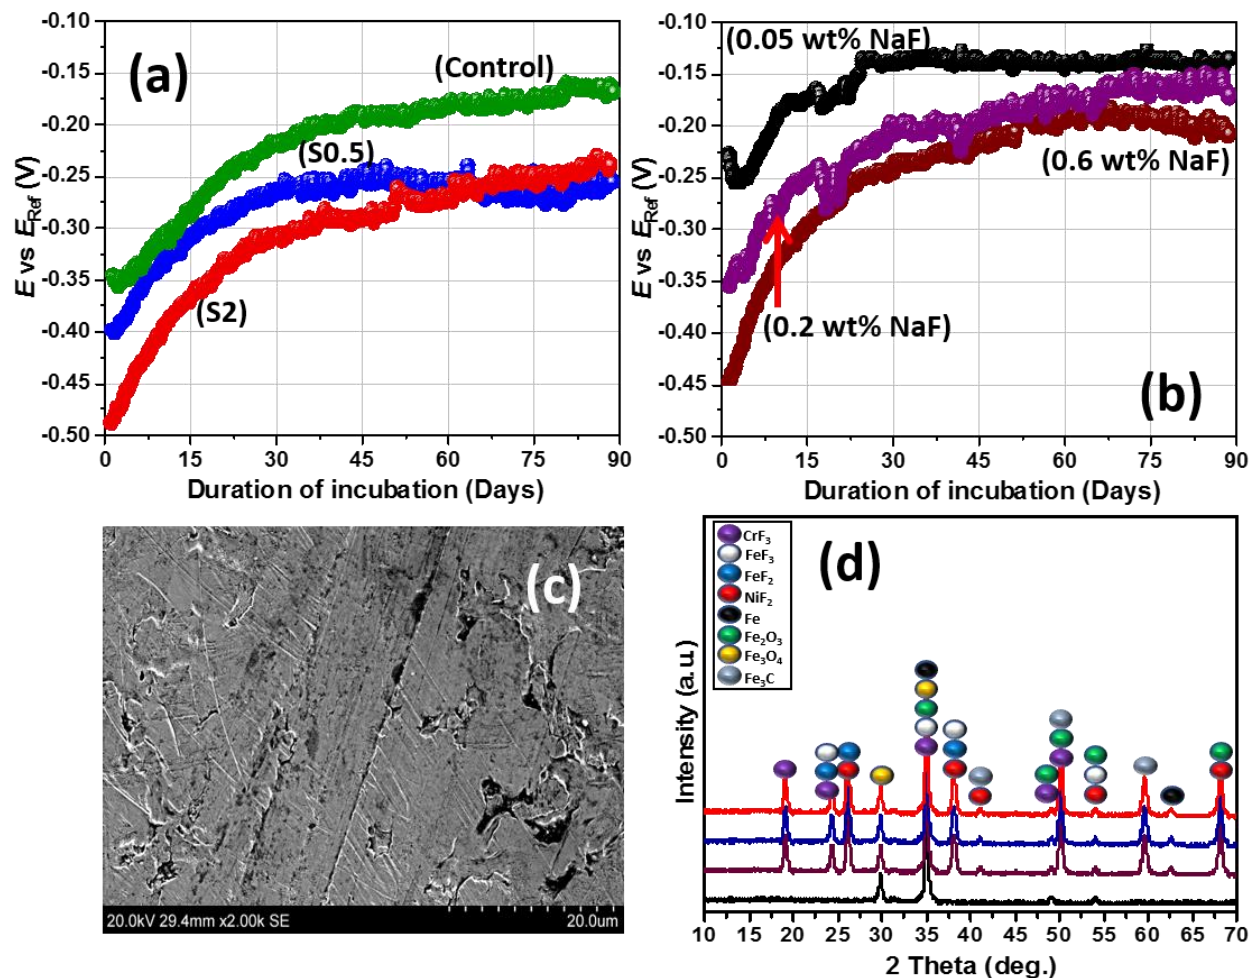 -0.10
-0.15
-0.20
-0.25
-0.30
-0.35
-0.40
-0.45
-0.50
E vs E_Ref (V)
(a)
(Control)
(S0.5)
(S2)
0 15 30 45 60 75 90
Duration of incubation (Days)
-0.10
-0.15
-0.20
-0.25
-0.30
-0.35
-0.40
-0.45
-0.50
E vs E_Ref (V)
(0.05 wt% NaF)
(0.6 wt% NaF)
(0.2 wt% NaF)
(b)
0 15 30 45 60 75 90
Duration of incubation (Days)
(c)
20.0kV 29.4mm x2.00k SE 20.0um
(d)
CrF₃
FeF₃
FeF₂
NiF₂
Fe
Fe₂O₃
Fe₃O₄
Fe₃C
Intensity (a.u.)
10 15 20 25 30 35 40 45 50 55 60 65 70
2 Theta (deg.)